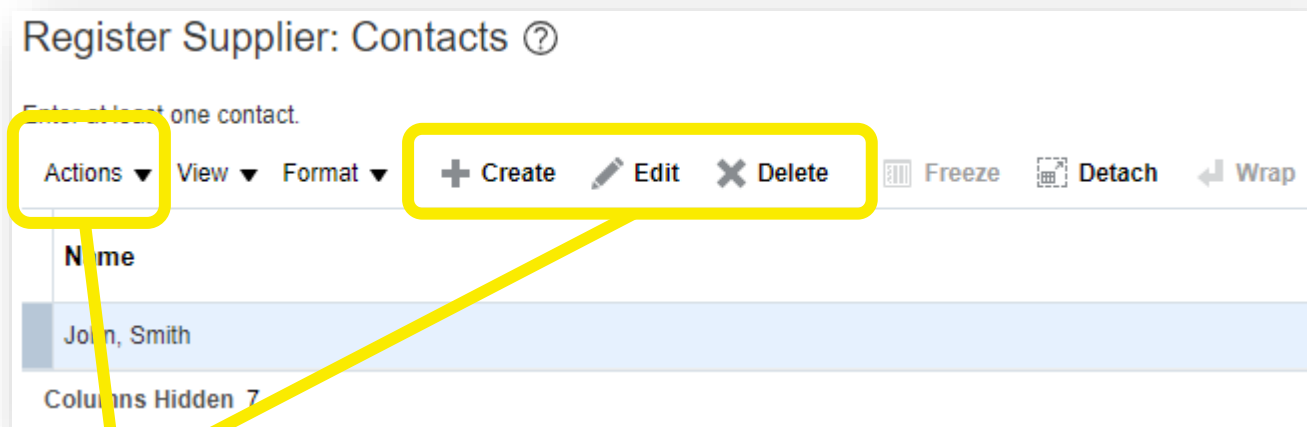 Register Supplier: Contacts ?
Enter at least one contact.
Actions View Format Create Edit Delete Freeze Detach Wrap
Name
John, Smith
Columns Hidden 7